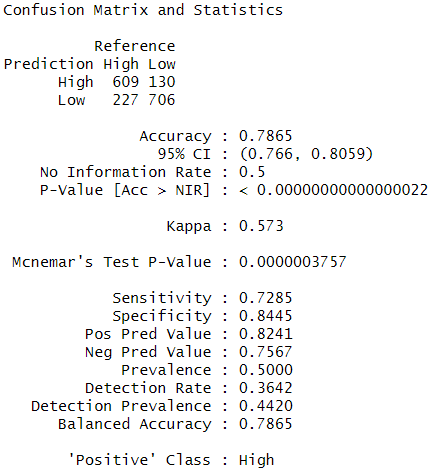 Confusion Matrix and Statistics
Reference
Prediction High Low
High 609 130
Low 227 706
Accuracy : 0.7865
95% CI : (0.766, 0.8059)
No Information Rate : 0.5
P-Value [Acc > NIR] : < 0.00000000000000022
Kappa : 0.573
Mcnemar's Test P-Value : 0.0000003757
Sensitivity : 0.7285
Specificity : 0.8445
Pos Pred Value : 0.8241
Neg Pred Value : 0.7567
Prevalence : 0.5000
Detection Rate : 0.3642
Detection Prevalence : 0.4420
Balanced Accuracy : 0.7865
'Positive' Class : High